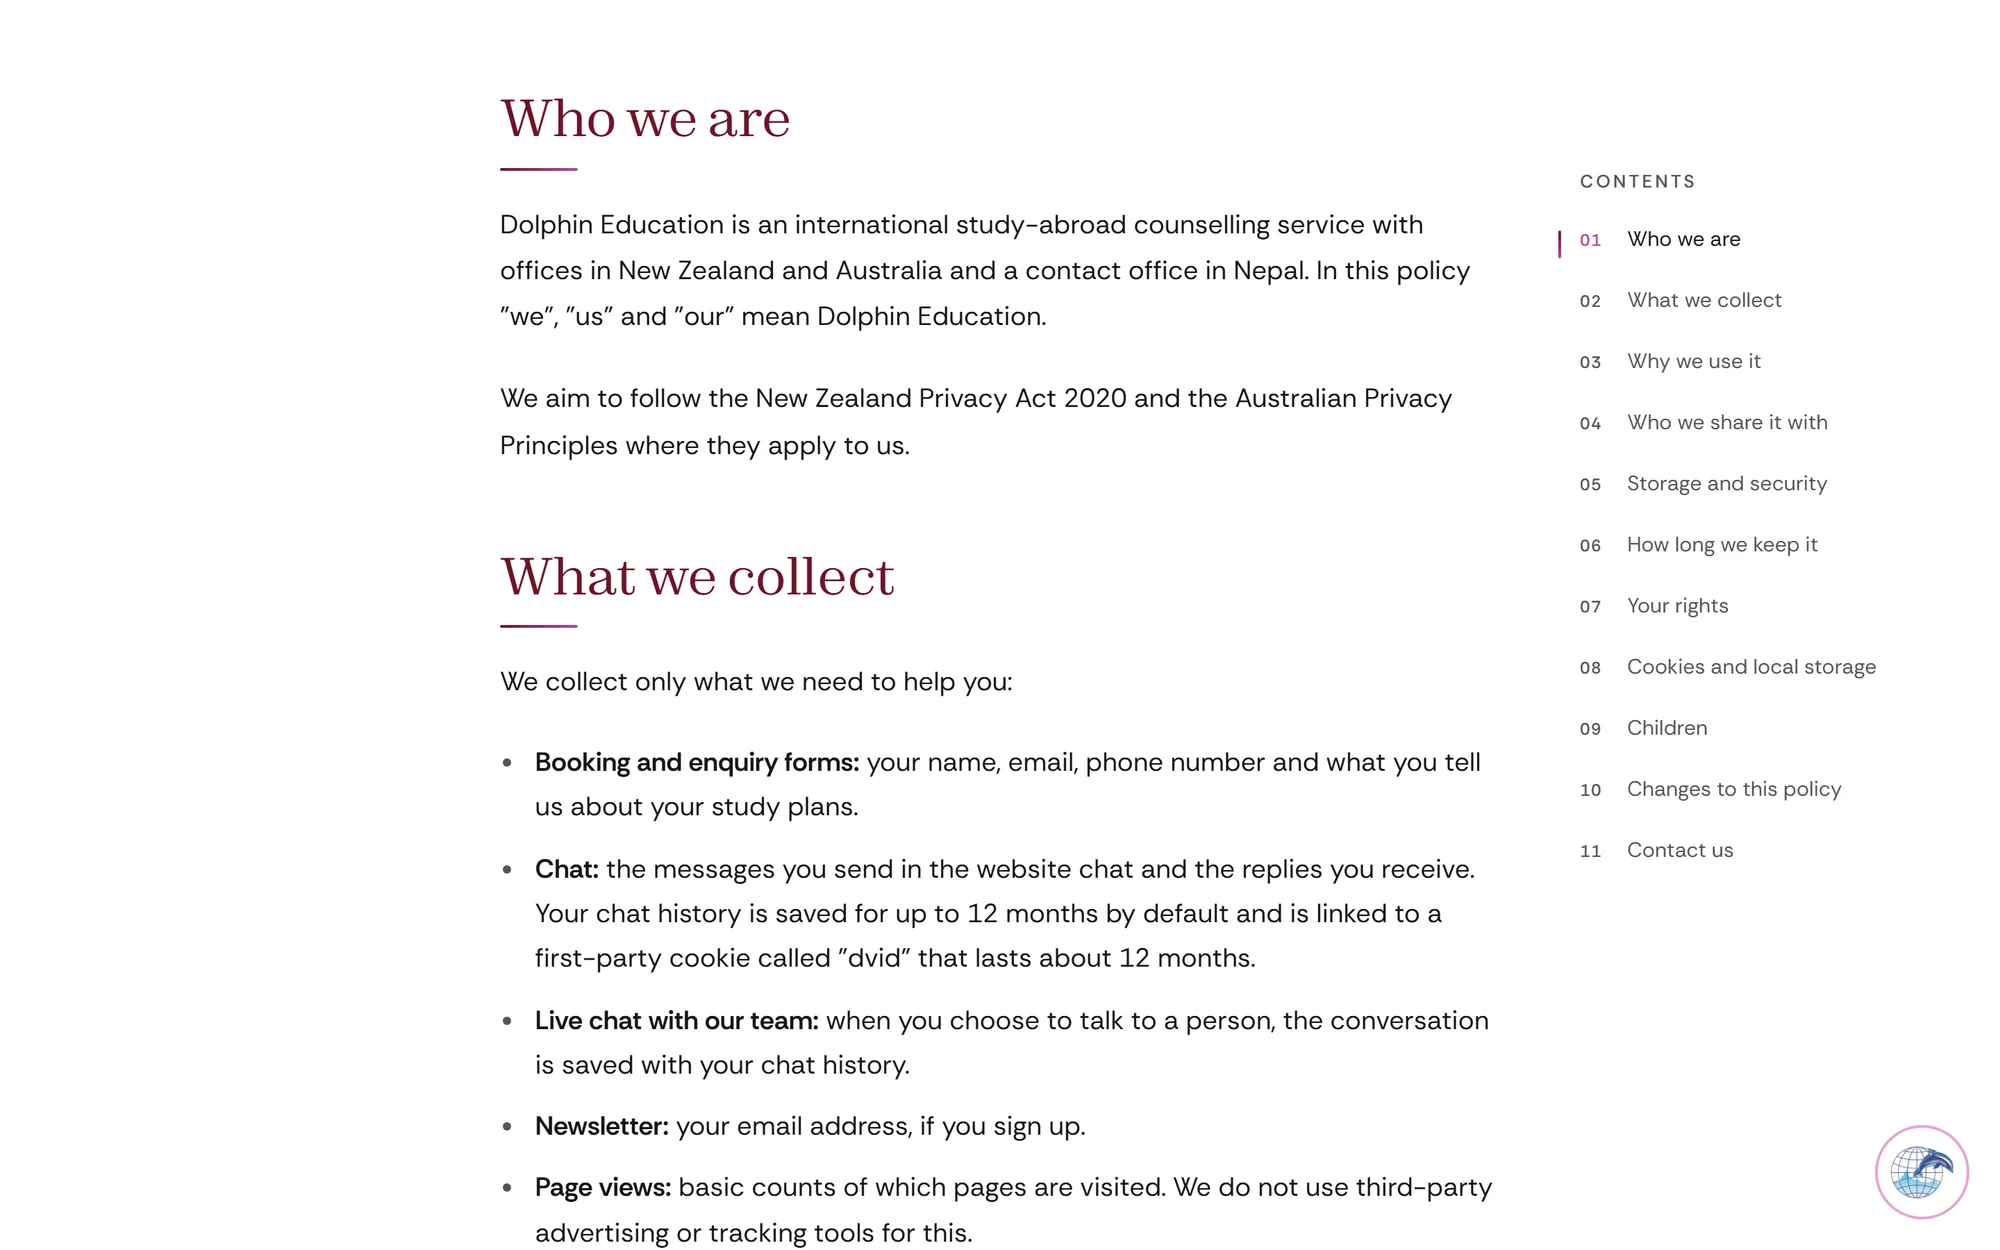 Who we are
Dolphin Education is an international study-abroad counselling service with
offices in New Zealand and Australia and a contact office in Nepal. In this policy
"we", "us" and "our" mean Dolphin Education.
We aim to follow the New Zealand Privacy Act 2020 and the Australian Privacy
Principles where they apply to us.
What we collect
We collect only what we need to help you:
• Booking and enquiry forms: your name, email, phone number and what you tell
us about your study plans.
• Chat: the messages you send in the website chat and the replies you receive.
Your chat history is saved for up to 12 months by default and is linked to a
first-party cookie called "dvid" that lasts about 12 months.
• Live chat with our team: when you choose to talk to a person, the conversation
is saved with your chat history.
• Newsletter: your email address, if you sign up.
• Page views: basic counts of which pages are visited. We do not use third-party
advertising or tracking tools for this.
CONTENTS
01 Who we are
02 What we collect
03 Why we use it
04 Who we share it with
05 Storage and security
06 How long we keep it
07 Your rights
08 Cookies and local storage
09 Children
10 Changes to this policy
11 Contact us